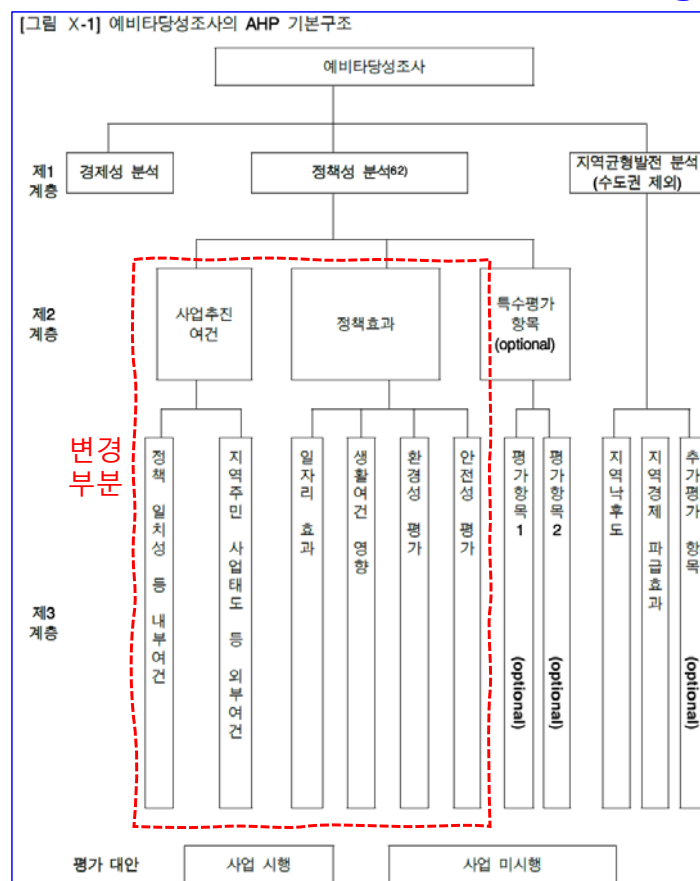 [그림 X-1] 예비타당성조사의 AHP 기본구조
예비타당성조사
제1
계층
경제성 분석
정책성 분석62)
지역균형발전 분석
(수도권 제외)
제2
계층
사업추진
여건
정책효과
특수평가
항목
(optional)
변경
부분
제3
계층
정책 일치성 등 내부여건
지역주민 사업태도 등 외부여건
일자리 효과
생활여건 영향
환경성 평가
안전성 평가
평가항목1 (optional)
평가항목2 (optional)
지역낙후도
지역경제 파급효과
추가평가 항목 (optional)
평가 대안
사업 시행
사업 미시행